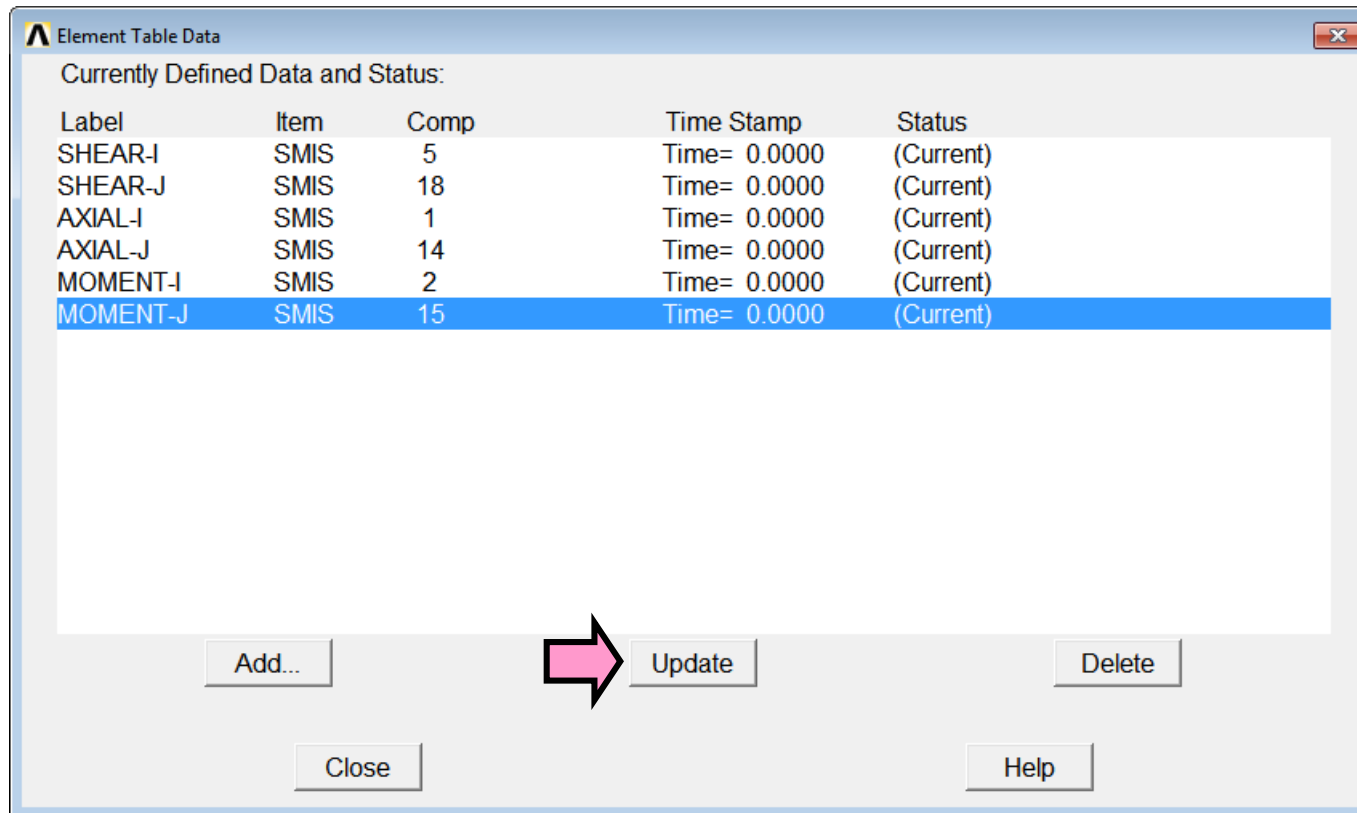 Element Table Data
Currently Defined Data and Status:
Label Item Comp Time Stamp Status
SHEAR-I SMIS 5 Time= 0.0000 (Current)
SHEAR-J SMIS 18 Time= 0.0000 (Current)
AXIAL-I SMIS 1 Time= 0.0000 (Current)
AXIAL-J SMIS 14 Time= 0.0000 (Current)
MOMENT-I SMIS 2 Time= 0.0000 (Current)
MOMENT-J SMIS 15 Time= 0.0000 (Current)
Add... Update Delete
Close Help